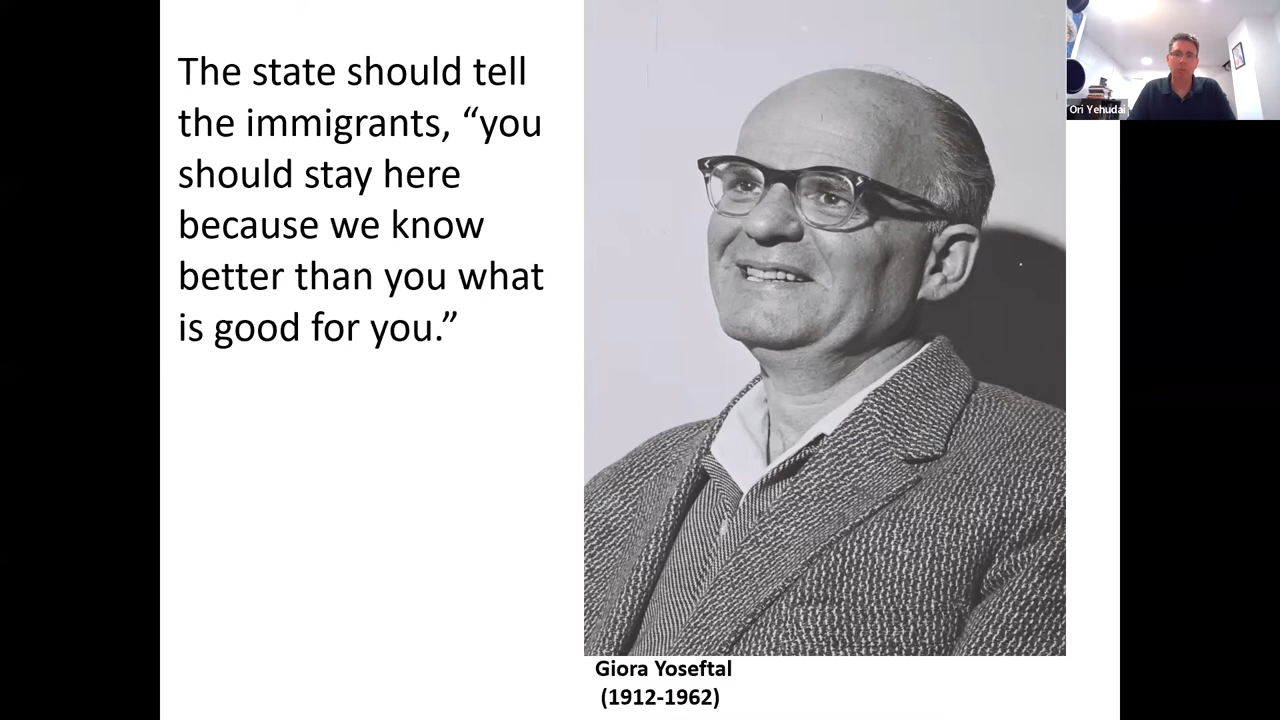 The state should tell
the immigrants, “you
should stay here
because we know
better than you what
is good for you.”
Ori Yehudai
Giora Yoseftal
(1912-1962)